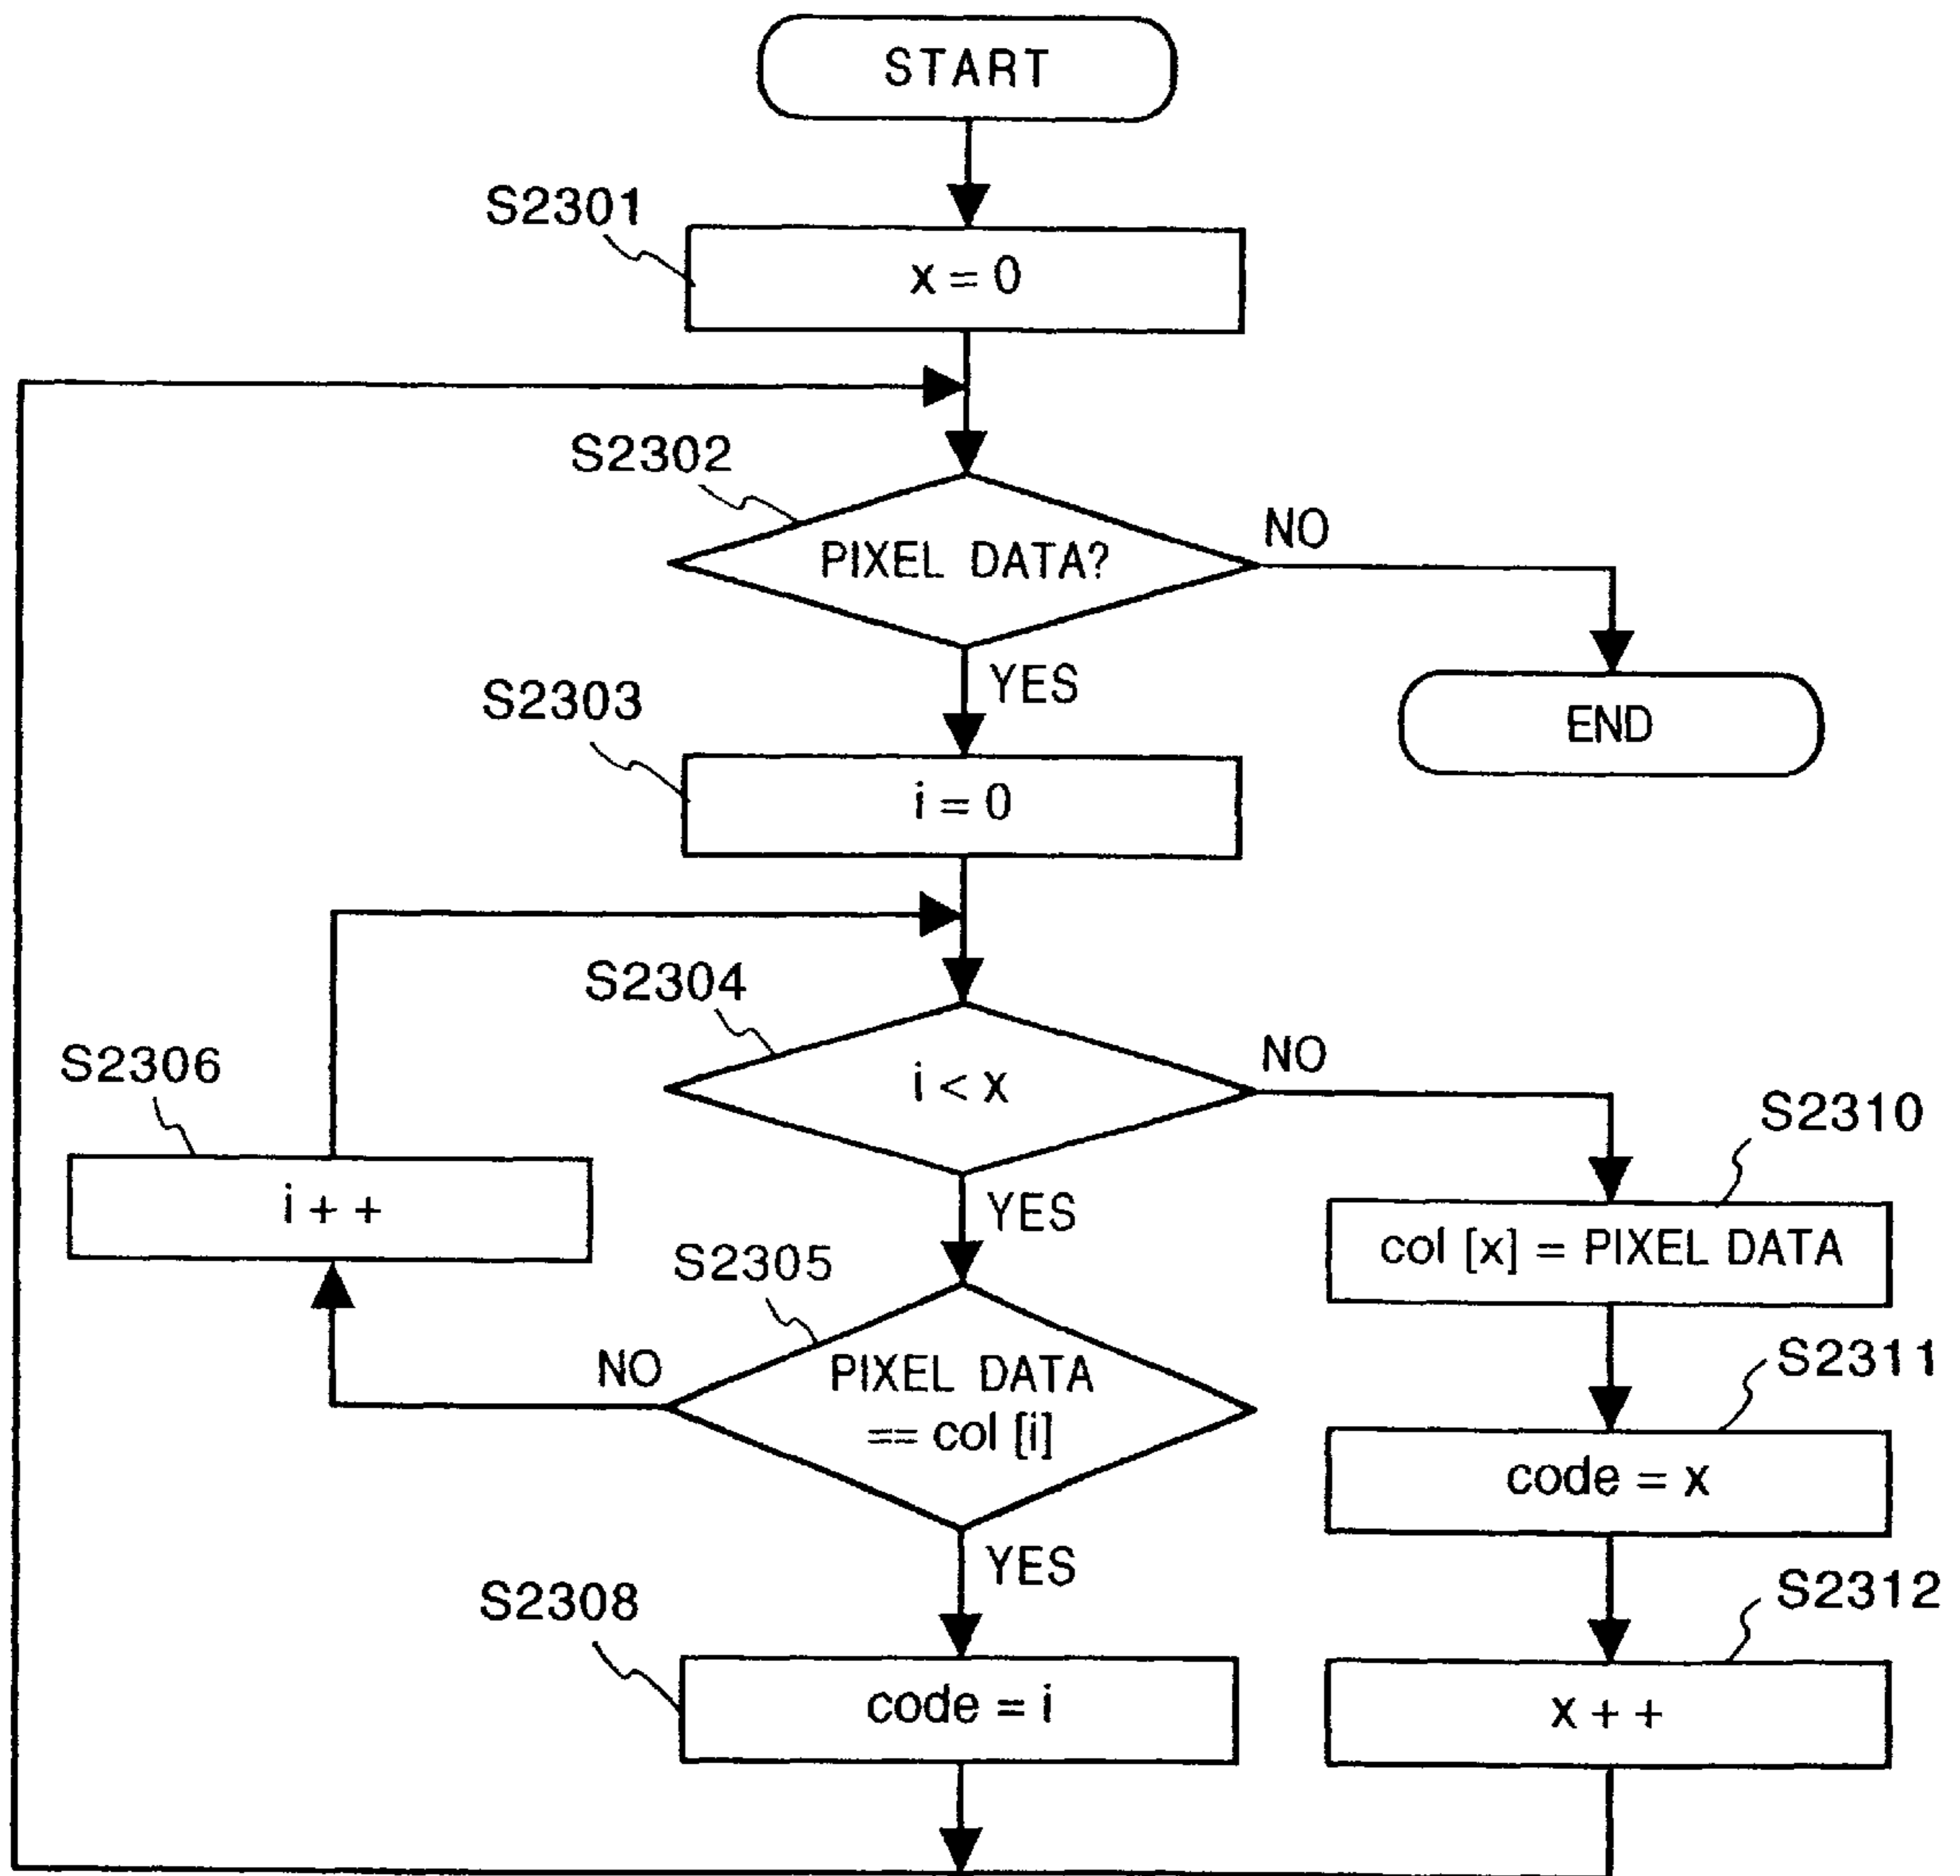 START
S2301
x = 0
S2302
PIXEL DATA?
NO
YES
END
S2303
i = 0
S2304
i < x
NO
YES
S2306
i + +
S2305
PIXEL DATA
== col [i]
NO
YES
S2308
code = i
S2310
col [x] = PIXEL DATA
S2311
code = x
S2312
x + +